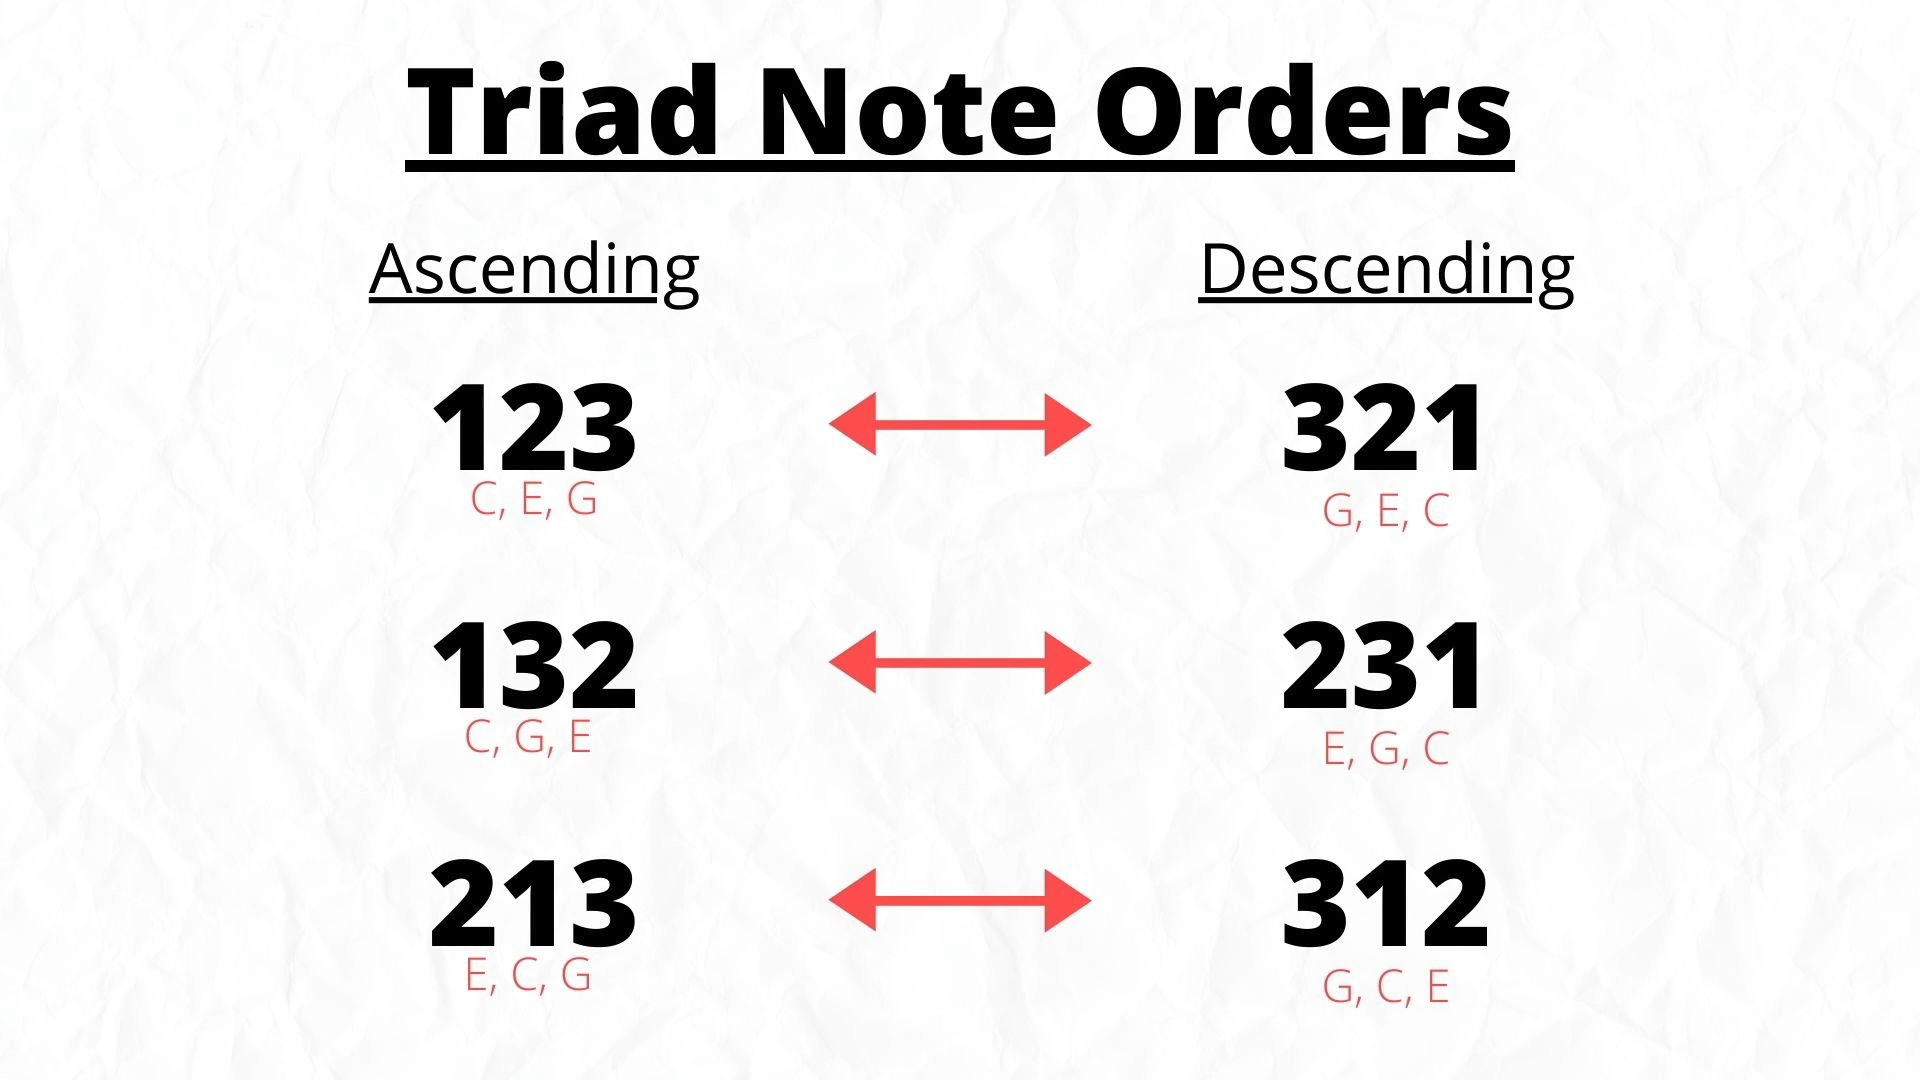 Triad Note Orders
Ascending
Descending
123
321
C, E, G
G, E, C
132
231
C, G, E
E, G, C
213
312
E, C, G
G, C, E